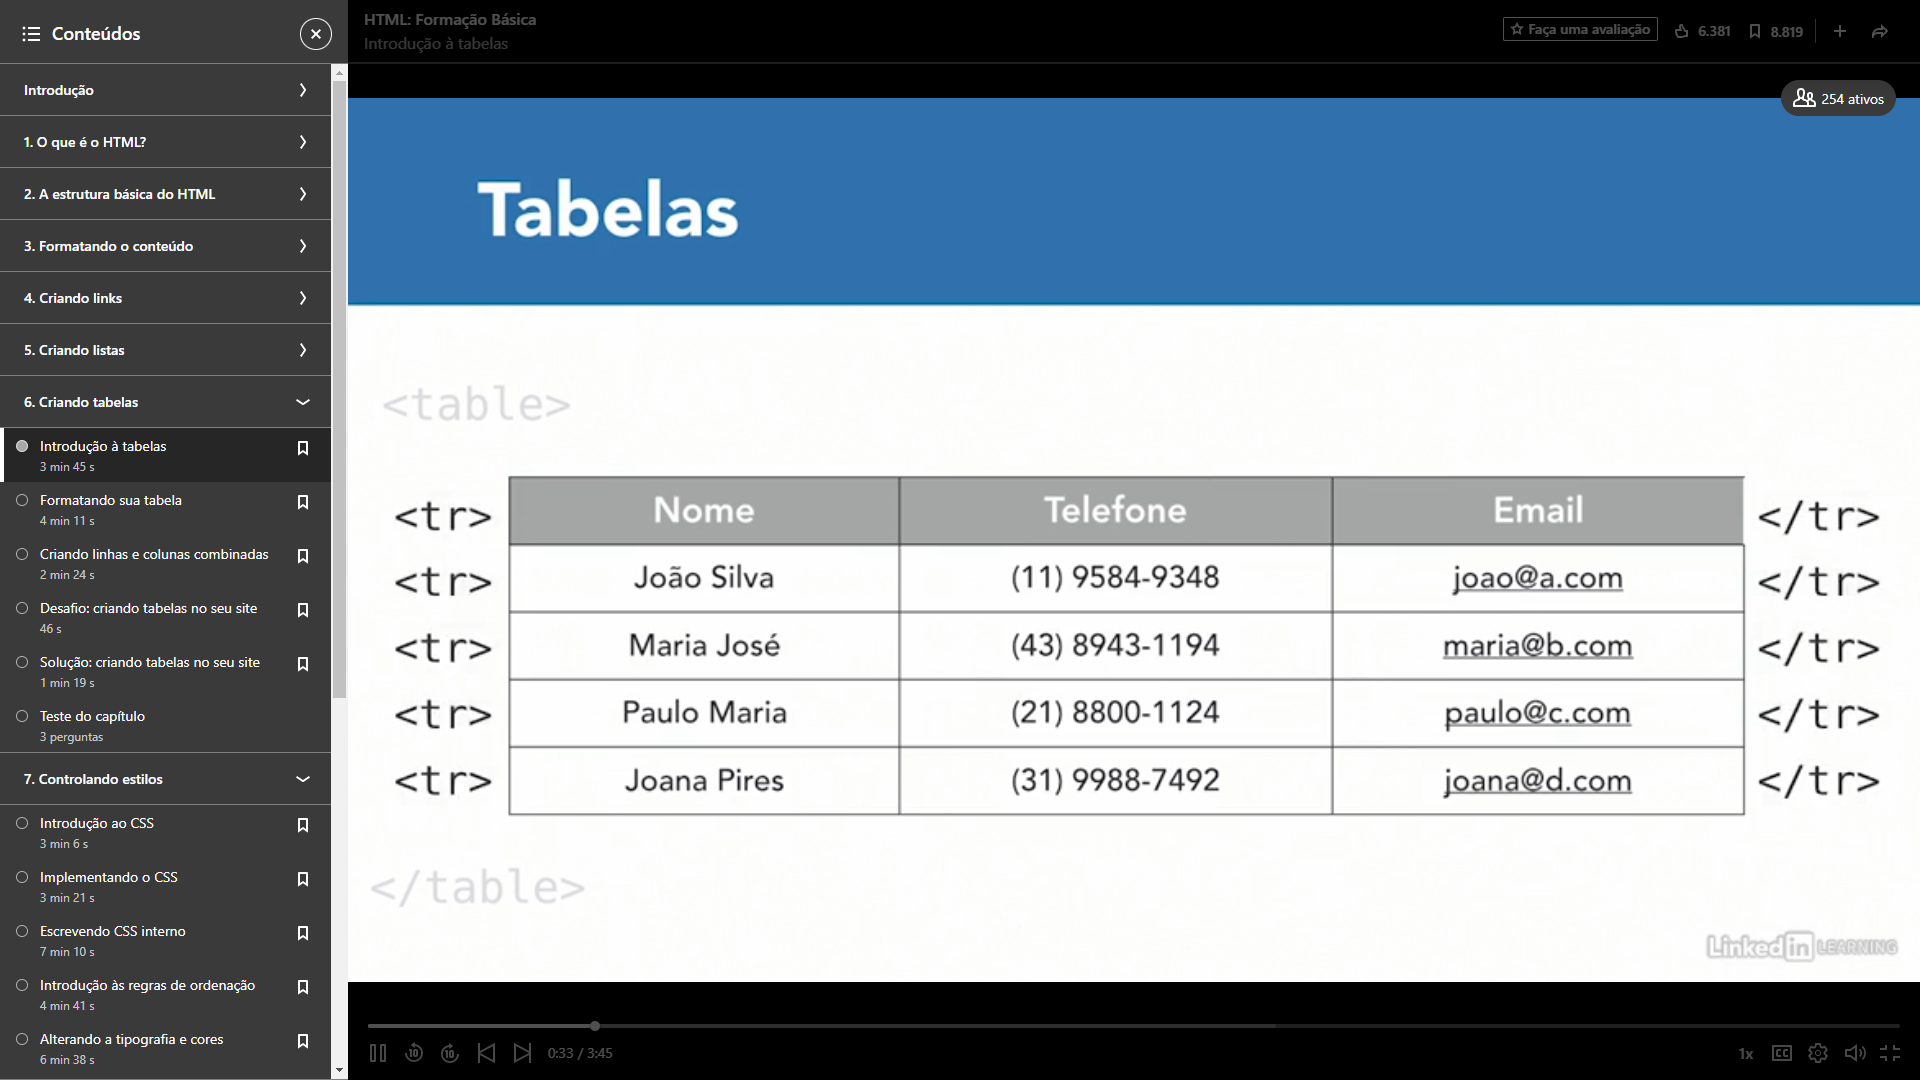 Conteúdos
Introdução
1. O que é o HTML?
2. A estrutura básica do HTML
3. Formatando o conteúdo
4. Criando links
5. Criando listas
6. Criando tabelas
Introdução à tabelas
3 min 45 s
Formatando sua tabela
4 min 11 s
Criando linhas e colunas combinadas
2 min 24 s
Desafio: criando tabelas no seu site
46 s
Solução: criando tabelas no seu site
1 min 19 s
Teste do capítulo
3 perguntas
7. Controlando estilos
Introdução ao CSS
3 min 6 s
Implementando o CSS
3 min 21 s
Escrevendo CSS interno
7 min 10 s
Introdução às regras de ordenação
4 min 41 s
Alterando a tipografia e cores
6 min 38 s
HTML: Formação Básica
Introdução à tabelas
Faça uma avaliação 6.381 8.819
254 ativos
Tabelas
<table>
<tr> Nome Telefone Email </tr>
<tr> João Silva (11) 9584-9348 joao@a.com </tr>
<tr> Maria José (43) 8943-1194 maria@b.com </tr>
<tr> Paulo Maria (21) 8800-1124 paulo@c.com </tr>
<tr> Joana Pires (31) 9988-7492 joana@d.com </tr>
</table>
Linked in LEARNING
10 10 0:33 / 3:45 1x CC